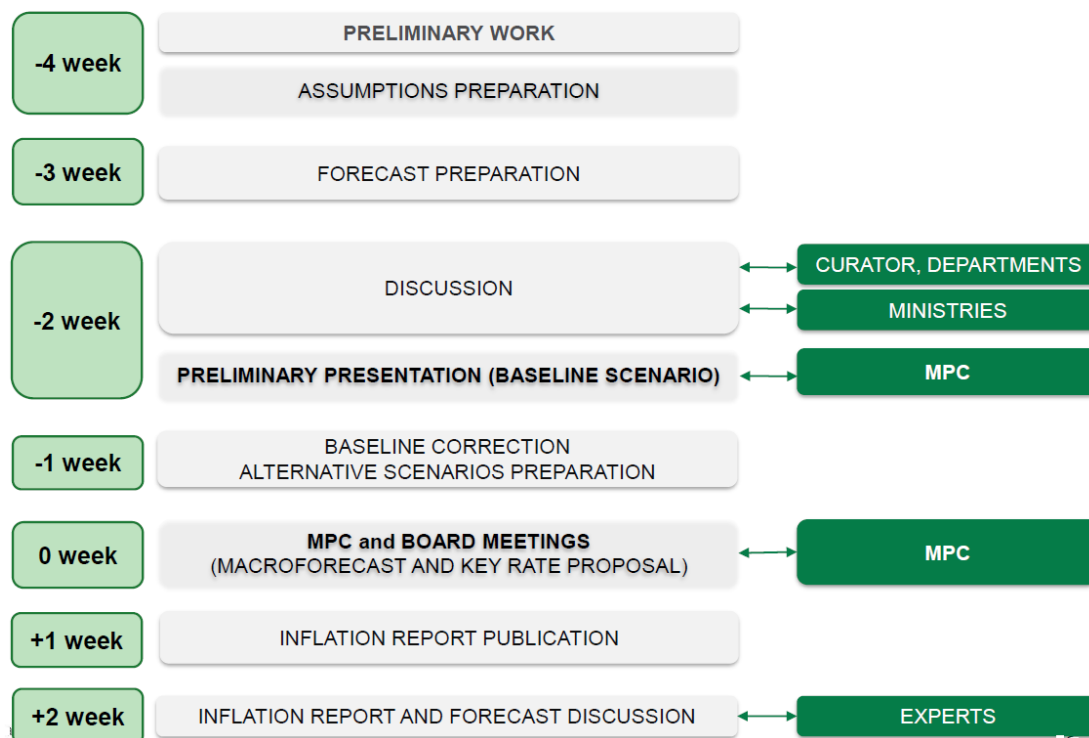 -4 week
PRELIMINARY WORK
ASSUMPTIONS PREPARATION
-3 week
FORECAST PREPARATION
-2 week
DISCUSSION
CURATOR, DEPARTMENTS
MINISTRIES
PRELIMINARY PRESENTATION (BASELINE SCENARIO)
MPC
-1 week
BASELINE CORRECTION
ALTERNATIVE SCENARIOS PREPARATION
0 week
MPC and BOARD MEETINGS
(MACROFORECAST AND KEY RATE PROPOSAL)
MPC
+1 week
INFLATION REPORT PUBLICATION
+2 week
INFLATION REPORT AND FORECAST DISCUSSION
EXPERTS